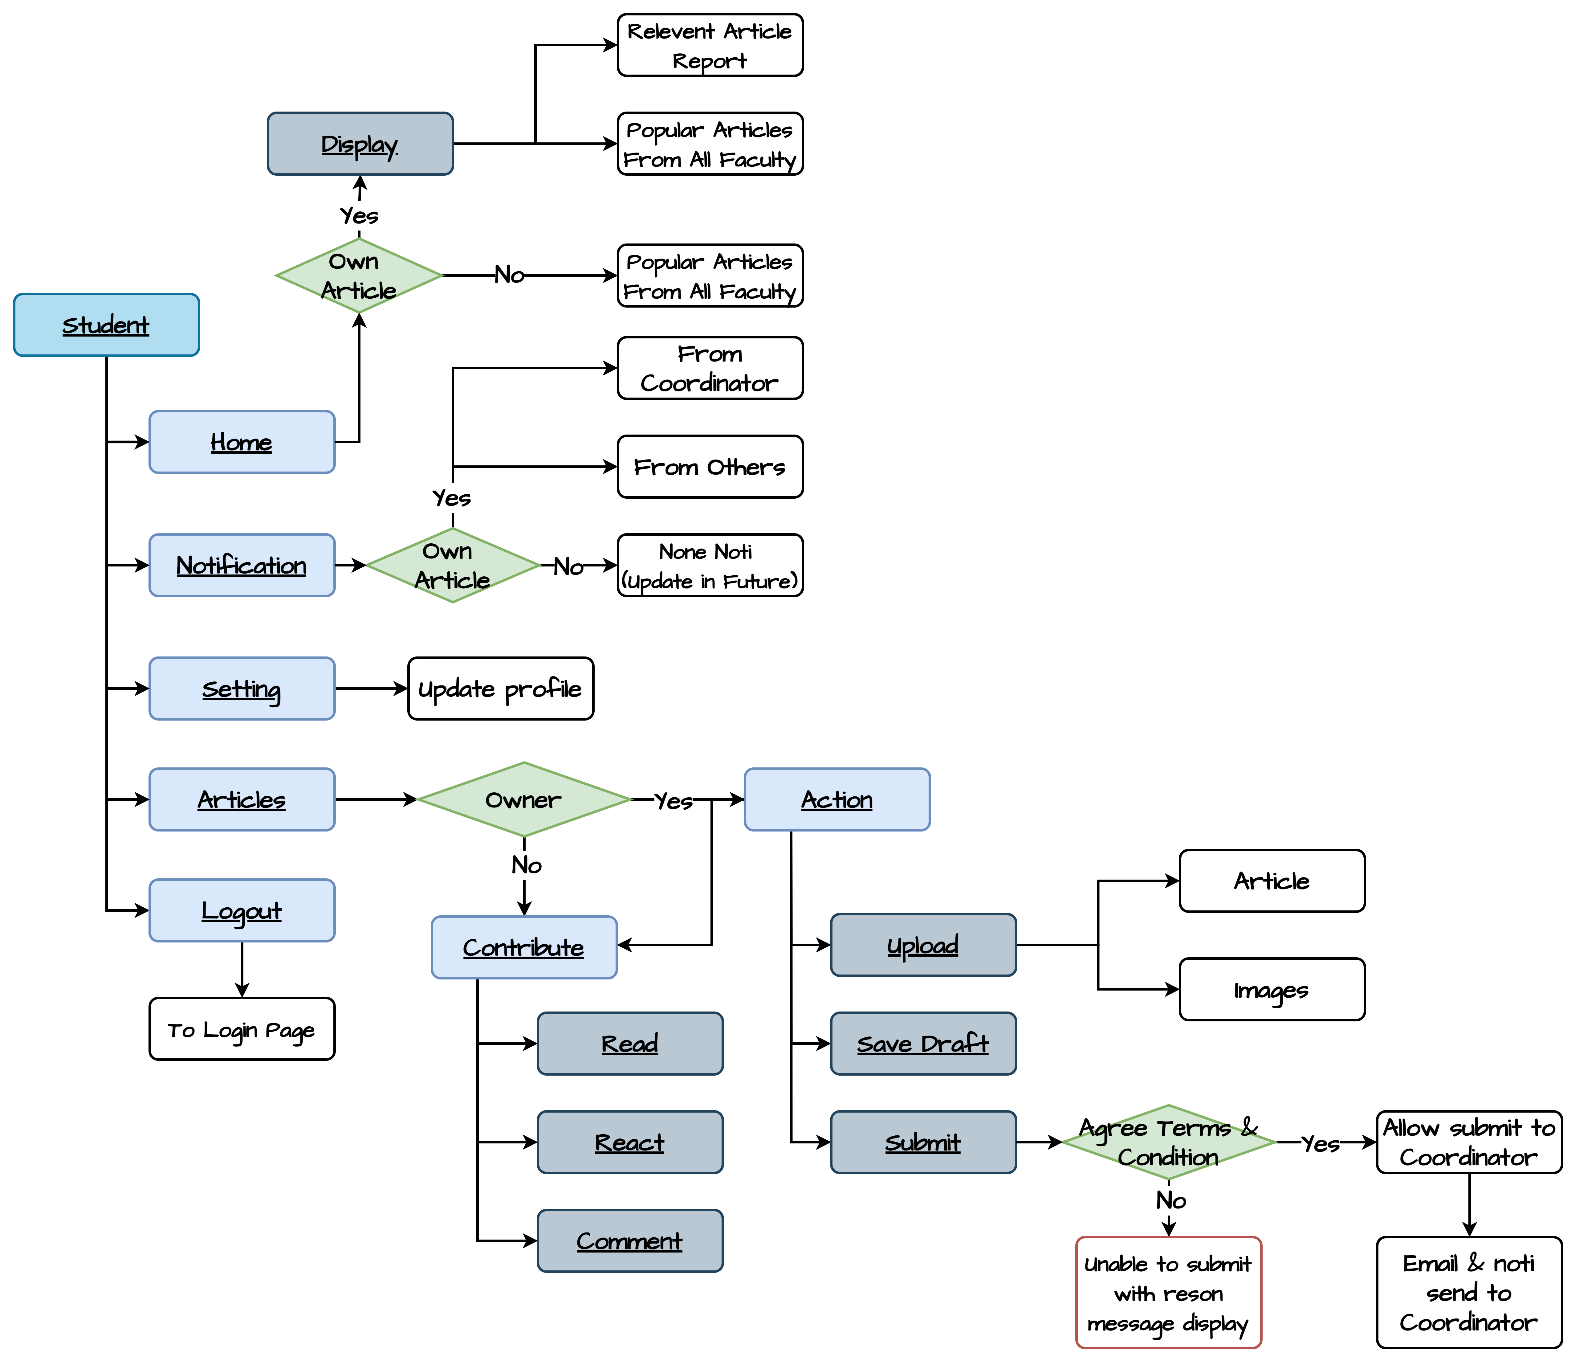 Relevent Article
Report
Display
Popular Articles
From All Faculty
Yes
Own
Article
No
Popular Articles
From All Faculty
Student
From
Coordinator
Home
From Others
Yes
Notification
Own
Article
No
None Noti
(Update in Future)
Setting
Update profile
Articles
Owner
Yes
Action
No
Logout
Contribute
Upload
Article
Images
To Login Page
Read
Save Draft
React
Submit
Agree Terms &
Condition
Yes
Allow submit to
Coordinator
No
Comment
Unable to submit
with reson
message display
Email & noti
send to
Coordinator